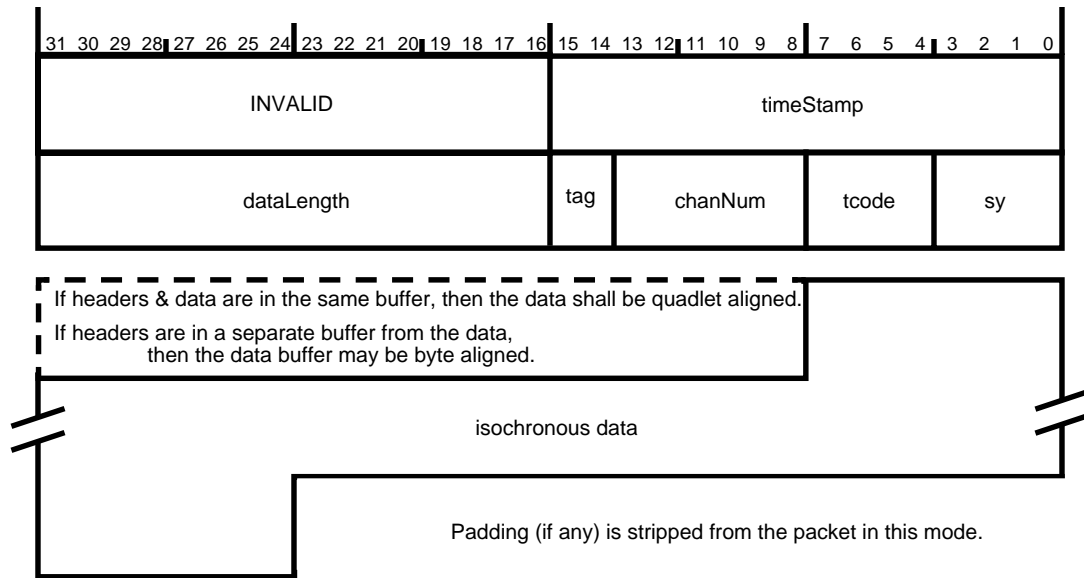 31 30 29 28 27 26 25 24 23 22 21 20 19 18 17 16 15 14 13 12 11 10 9 8 7 6 5 4 3 2 1 0
INVALID timeStamp
dataLength tag chanNum tcode sy
If headers & data are in the same buffer, then the data shall be quadlet aligned.
If headers are in a separate buffer from the data,
then the data buffer may be byte aligned.
isochronous data
Padding (if any) is stripped from the packet in this mode.